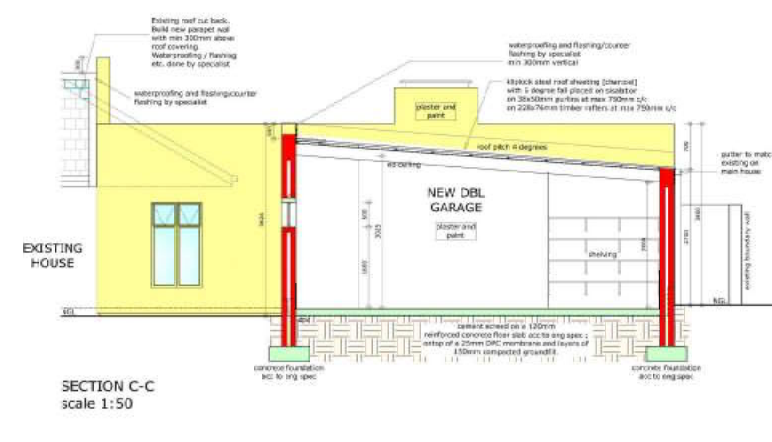 Existing roof cut back.
Build new parapet wall
with min 300mm above
roof covering
Waterproofing / flashing
etc. done by specialist
waterproofing and flashing/counter
flashing by specialist
waterproofing and flashing/counter
flashing by specialist
min 300mm vertical
kliplock steel roof sheeting [charcoal]
with 5 degree fall placed on sisalation
on 38x50mm purlins at max 750mm c/c
on 228x76mm timber rafters at max 750mm c/c
plaster and
paint
roof pitch 4 degrees
no ceiling
gutter to match
existing on
main house
NEW DBL
GARAGE
plaster and
paint
shelving
EXISTING
HOUSE
existing boundary wall
NGL
NGL
cement screed on a 120mm
reinforced concrete floor slab acc to eng spec
ontop of a 25mm DPC membrane and layers of
150mm compacted groundfill.
concrete foundation
acc to eng spec
concrete foundation
acc to eng spec
SECTION C-C
scale 1:50